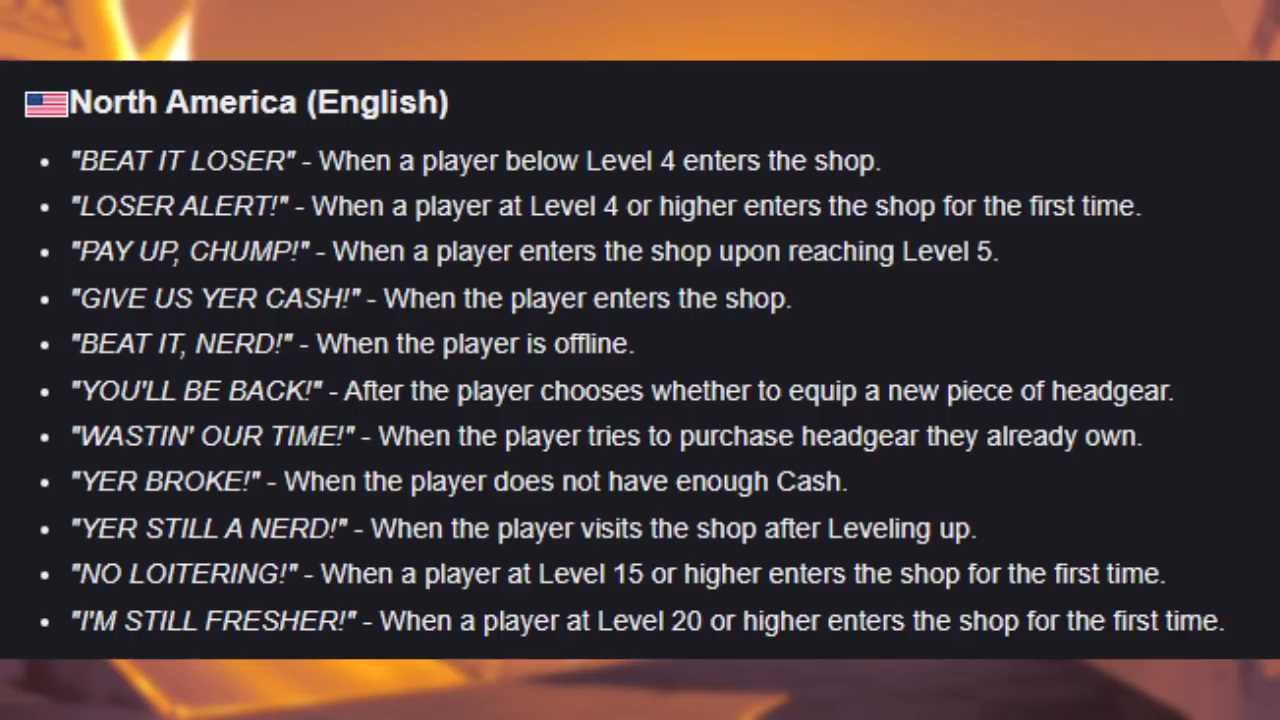 North America (English)
"BEAT IT LOSER" - When a player below Level 4 enters the shop.
"LOSER ALERT!" - When a player at Level 4 or higher enters the shop for the first time.
"PAY UP, CHUMP!" - When a player enters the shop upon reaching Level 5.
"GIVE US YER CASH!" - When the player enters the shop.
"BEAT IT, NERD!" - When the player is offline.
"YOU'LL BE BACK!" - After the player chooses whether to equip a new piece of headgear.
"WASTIN' OUR TIME!" - When the player tries to purchase headgear they already own.
"YER BROKE!" - When the player does not have enough Cash.
"YER STILL A NERD!" - When the player visits the shop after Leveling up.
"NO LOITERING!" - When a player at Level 15 or higher enters the shop for the first time.
"I'M STILL FRESHER!" - When a player at Level 20 or higher enters the shop for the first time.